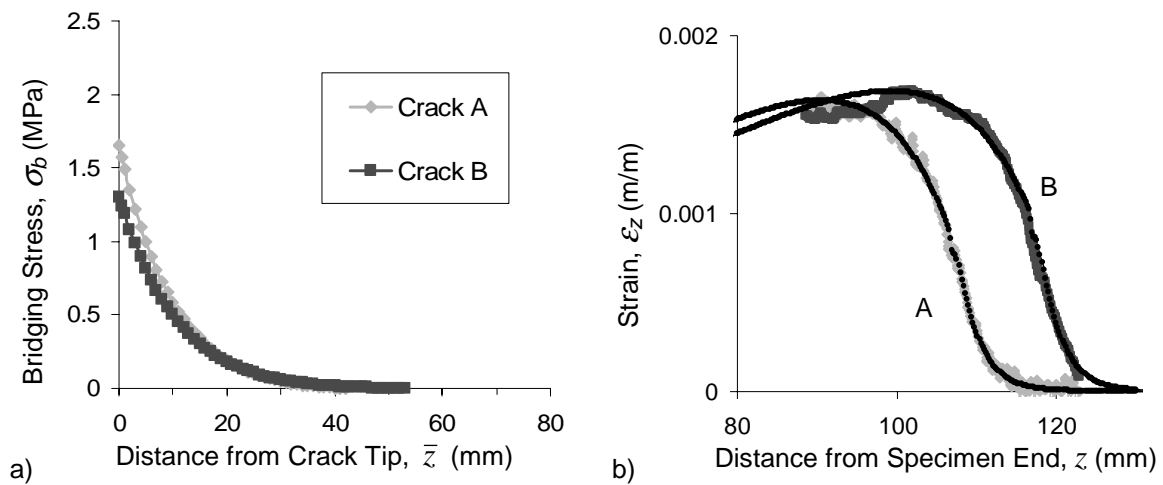 2.5
2
1.5
1
0.5
0
0 20 40 60 80
Bridging Stress, σb (MPa)
Distance from Crack Tip, z̄ (mm)
Crack A
Crack B
a)
0.002
0.001
0
80 100 120
Strain, εz (m/m)
Distance from Specimen End, z (mm)
A
B
b)